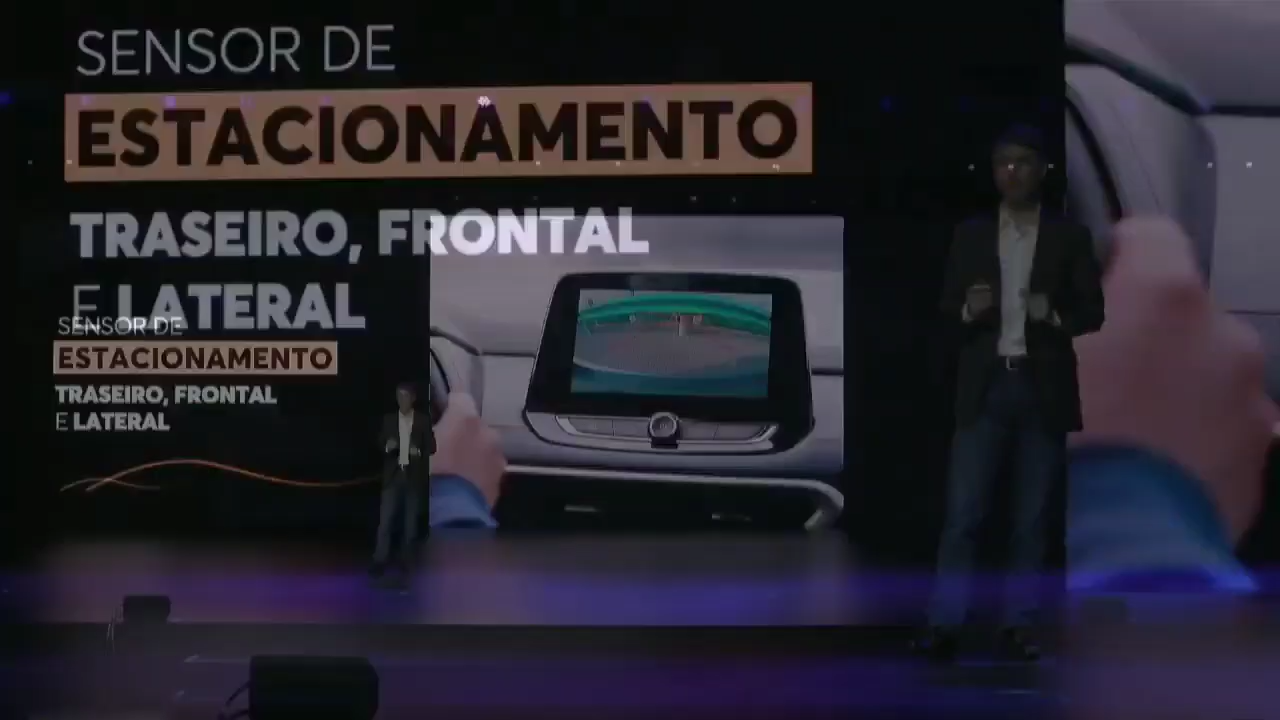 SENSOR DE
ESTACIONAMENTO
TRASEIRO, FRONTAL
E LATERAL
SENSOR DE
ESTACIONAMENTO
TRASEIRO, FRONTAL
E LATERAL